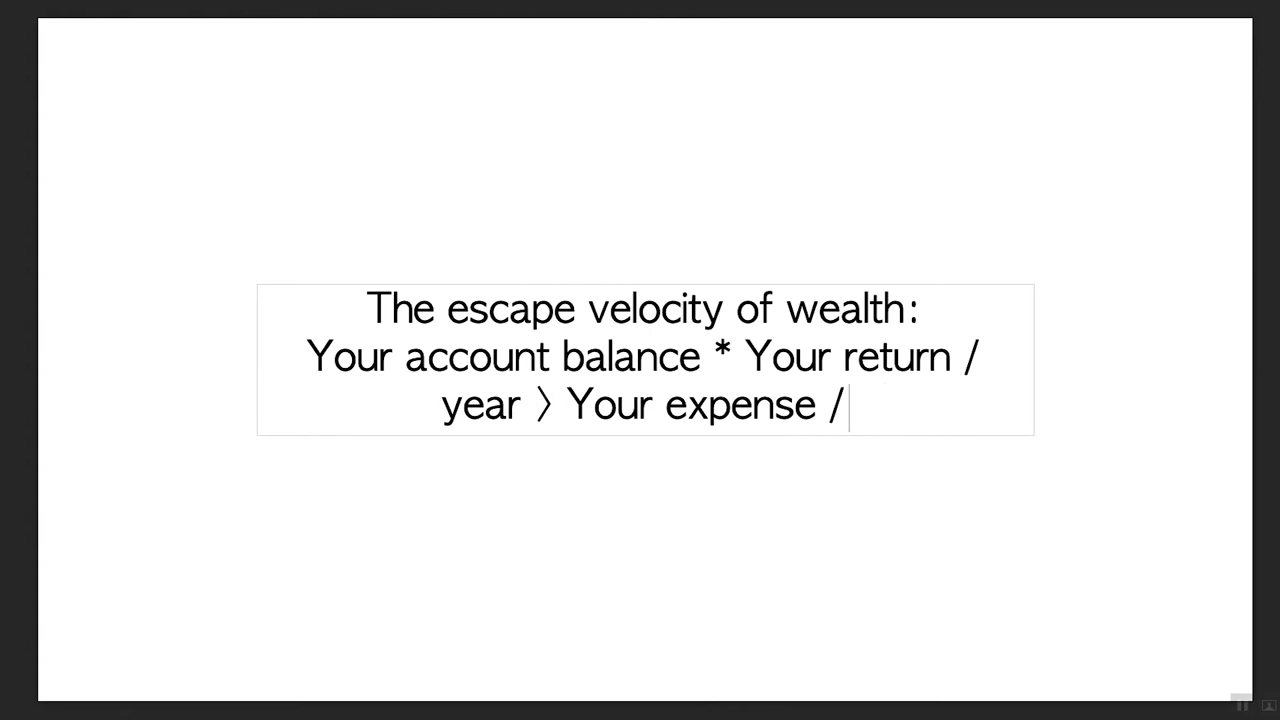 The escape velocity of wealth:
Your account balance * Your return /
year > Your expense /